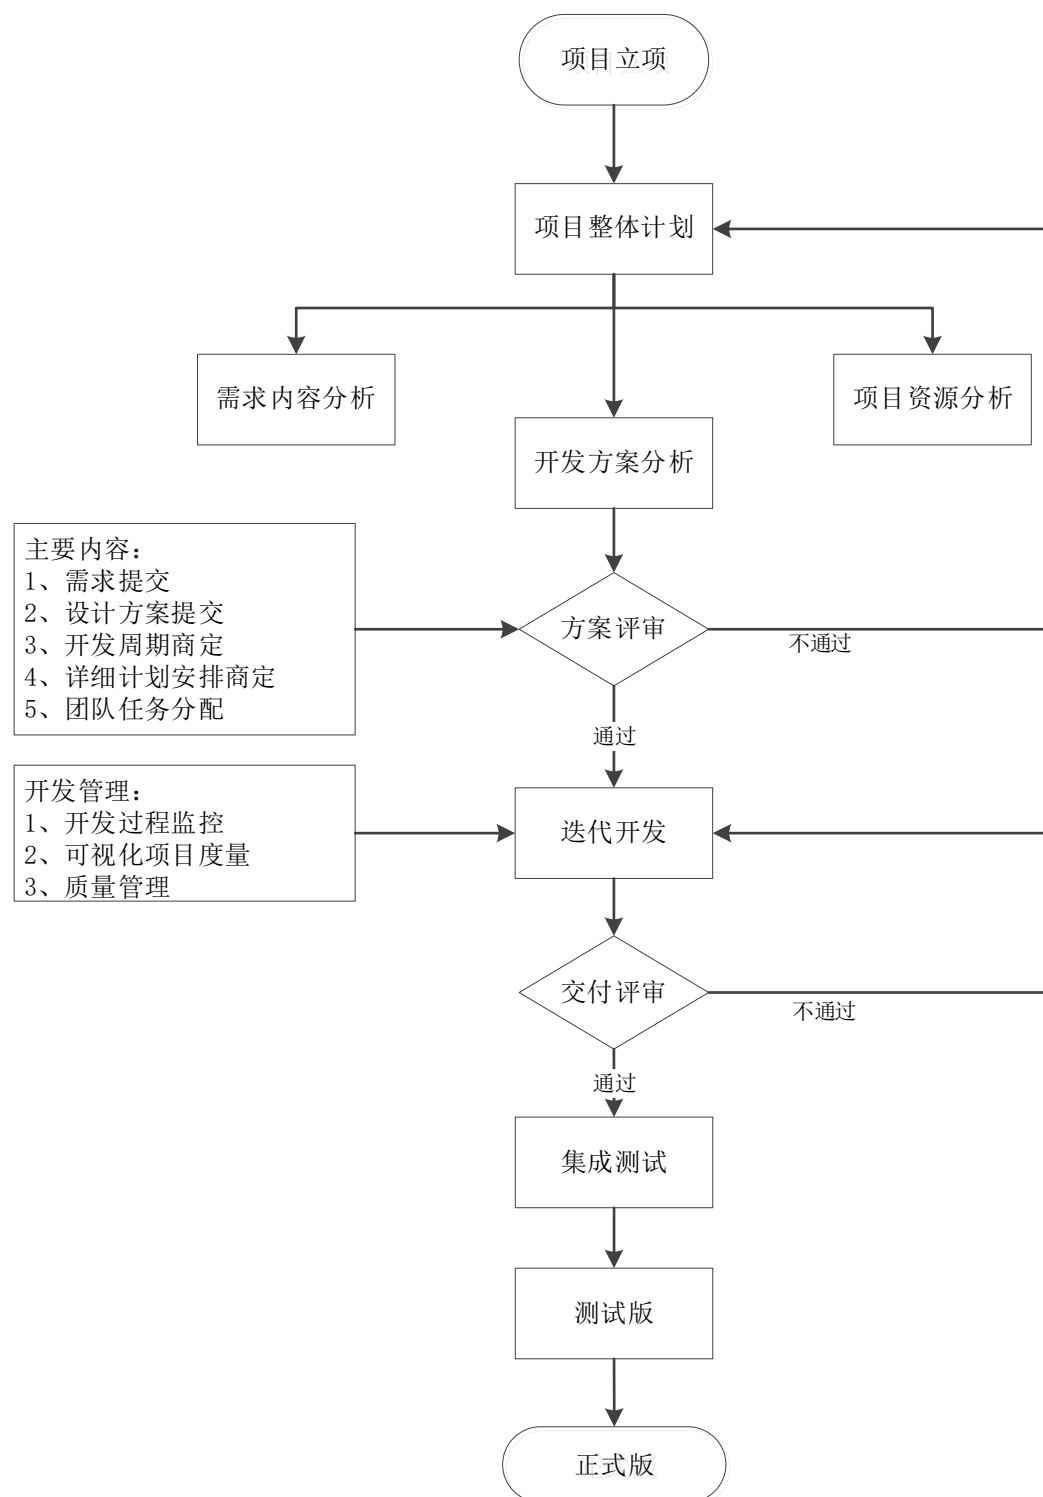 项目立项
项目整体计划
需求内容分析
项目资源分析
开发方案分析
主要内容：
1、需求提交
2、设计方案提交
3、开发周期商定
4、详细计划安排商定
5、团队任务分配
方案评审
不通过
通过
开发管理：
1、开发过程监控
2、可视化项目度量
3、质量管理
迭代开发
交付评审
不通过
通过
集成测试
测试版
正式版